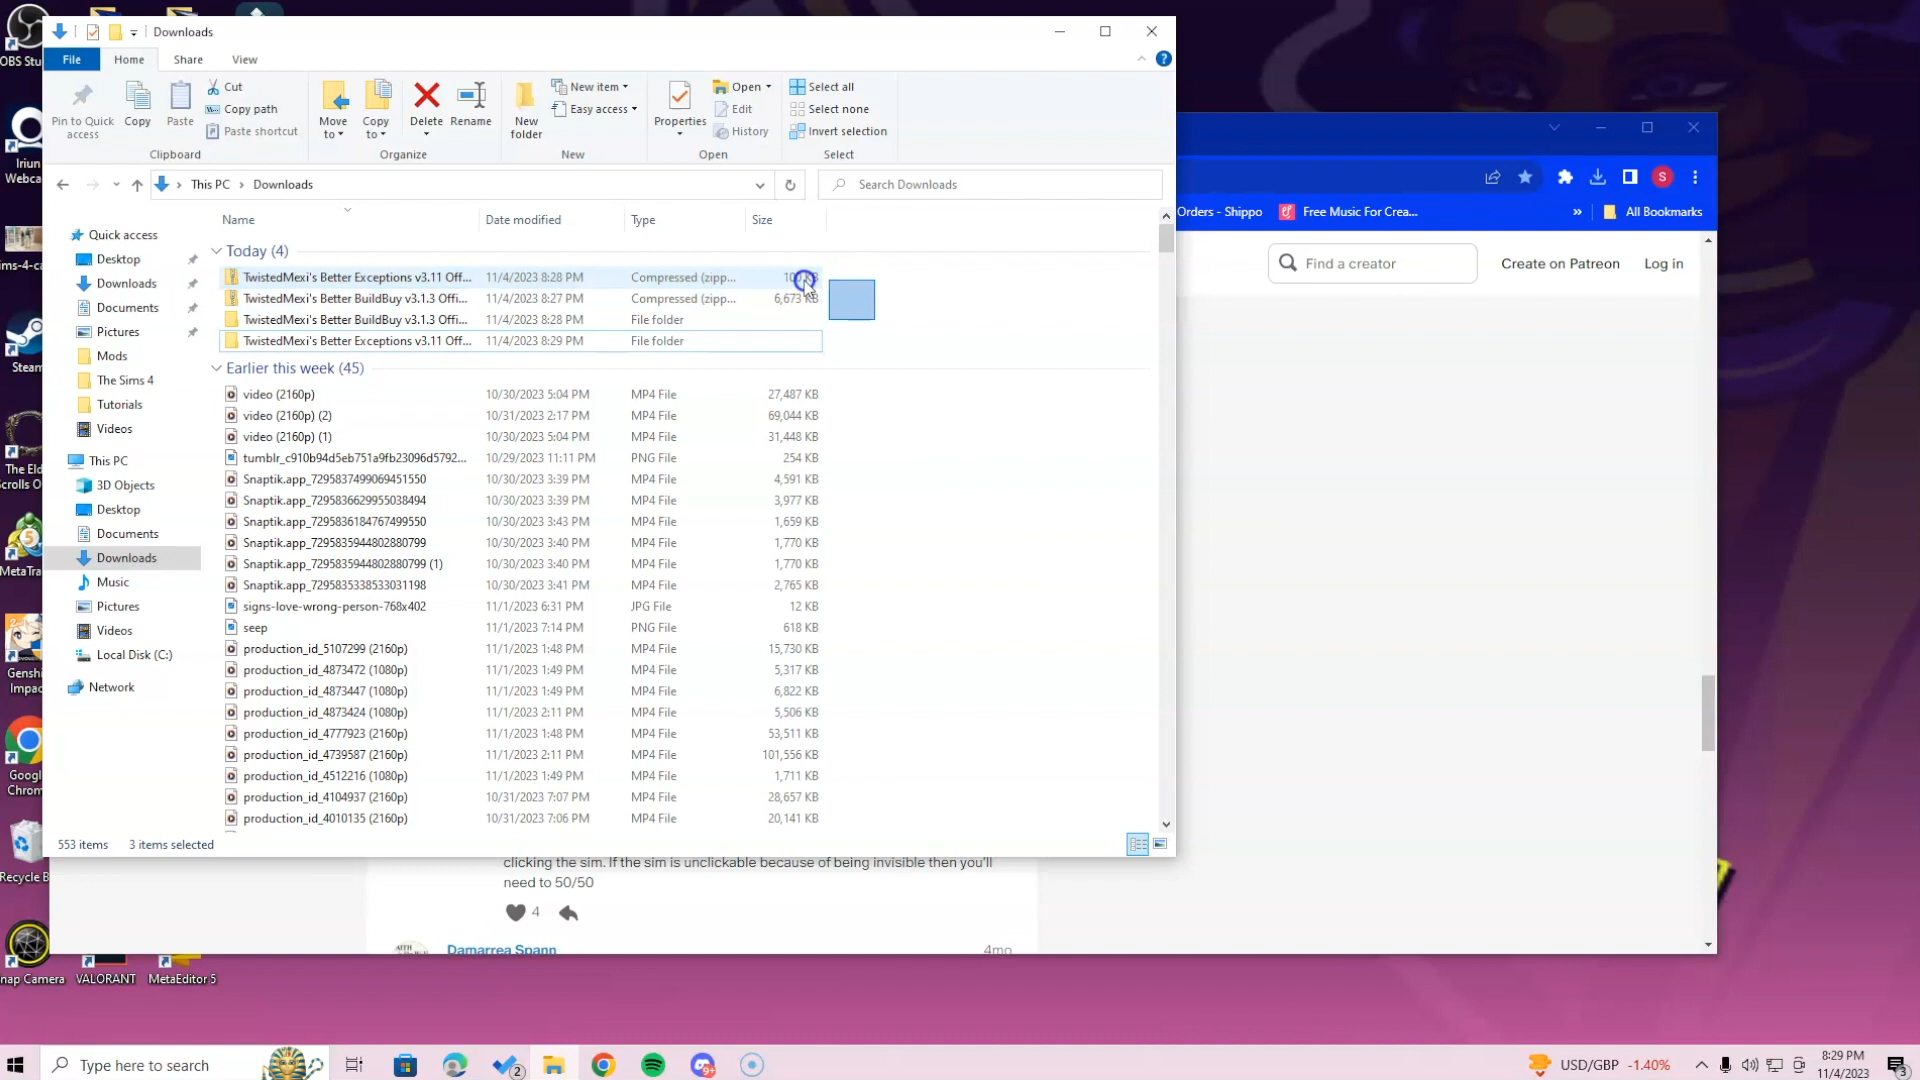 OBS Stu
Iriun
Webca
ims-4-ca
Steam
The Eld
Scrolls O
MetaTra
Genshi
Impac
Google
Chrom
Recycle B
nap Camera
VALORANT
MetaEditor 5
Downloads
File
Home
Share
View
Pin to Quick
access
Copy
Paste
Cut
Copy path
Paste shortcut
Clipboard
Move
to
Copy
to
Delete
Rename
Organize
New
folder
New item
Easy access
New
Properties
Open
Edit
History
Open
Select all
Select none
Invert selection
Select
This PC > Downloads
Search Downloads
Name
Date modified
Type
Size
Quick access
Desktop
Downloads
Documents
Pictures
Mods
The Sims 4
Tutorials
Videos
This PC
3D Objects
Desktop
Documents
Downloads
Music
Pictures
Videos
Local Disk (C:)
Network
Today (4)
TwistedMexi's Better Exceptions v3.11 Off... 11/4/2023 8:28 PM Compressed (zipp...
TwistedMexi's Better BuildBuy v3.1.3 Offi... 11/4/2023 8:27 PM Compressed (zipp... 6,673 KB
TwistedMexi's Better BuildBuy v3.1.3 Offi... 11/4/2023 8:28 PM File folder
TwistedMexi's Better Exceptions v3.11 Off... 11/4/2023 8:29 PM File folder
Earlier this week (45)
video (2160p) 10/30/2023 5:04 PM MP4 File 27,487 KB
video (2160p) (2) 10/31/2023 2:17 PM MP4 File 69,044 KB
video (2160p) (1) 10/30/2023 5:04 PM MP4 File 31,448 KB
tumblr_c910b94d5eb751a9fb23096d5792... 10/29/2023 11:11 PM PNG File 254 KB
Snaptik.app_7295837499069451550 10/30/2023 3:39 PM MP4 File 4,591 KB
Snaptik.app_7295836629955038494 10/30/2023 3:39 PM MP4 File 3,977 KB
Snaptik.app_7295836184767499550 10/30/2023 3:43 PM MP4 File 1,659 KB
Snaptik.app_7295835944802880799 10/30/2023 3:40 PM MP4 File 1,770 KB
Snaptik.app_7295835944802880799 (1) 10/30/2023 3:40 PM MP4 File 1,770 KB
Snaptik.app_7295835338533031198 10/30/2023 3:41 PM MP4 File 2,765 KB
signs-love-wrong-person-768x402 11/1/2023 6:31 PM JPG File 12 KB
seep 11/1/2023 7:14 PM PNG File 618 KB
production_id_5107299 (2160p) 11/1/2023 1:48 PM MP4 File 15,730 KB
production_id_4873472 (1080p) 11/1/2023 1:49 PM MP4 File 5,317 KB
production_id_4873447 (1080p) 11/1/2023 1:49 PM MP4 File 6,822 KB
production_id_4873424 (1080p) 11/1/2023 2:11 PM MP4 File 5,506 KB
production_id_4777923 (2160p) 11/1/2023 1:48 PM MP4 File 53,511 KB
production_id_4739587 (2160p) 11/1/2023 2:11 PM MP4 File 101,556 KB
production_id_4512216 (1080p) 11/1/2023 1:49 PM MP4 File 1,711 KB
production_id_4104937 (2160p) 10/31/2023 7:07 PM MP4 File 28,657 KB
production_id_4010135 (2160p) 10/31/2023 7:06 PM MP4 File 20,141 KB
553 items
3 items selected
S
Orders - Shippo
Free Music For Crea...
»
All Bookmarks
Find a creator
Create on Patreon
Log in
clicking the sim. If the sim is unclickable because of being invisible then you'll
need to 50/50
4
Damarrea Spann
4mo
Type here to search
2
9+
USD/GBP -1.40%
8:29 PM
11/4/2023
3